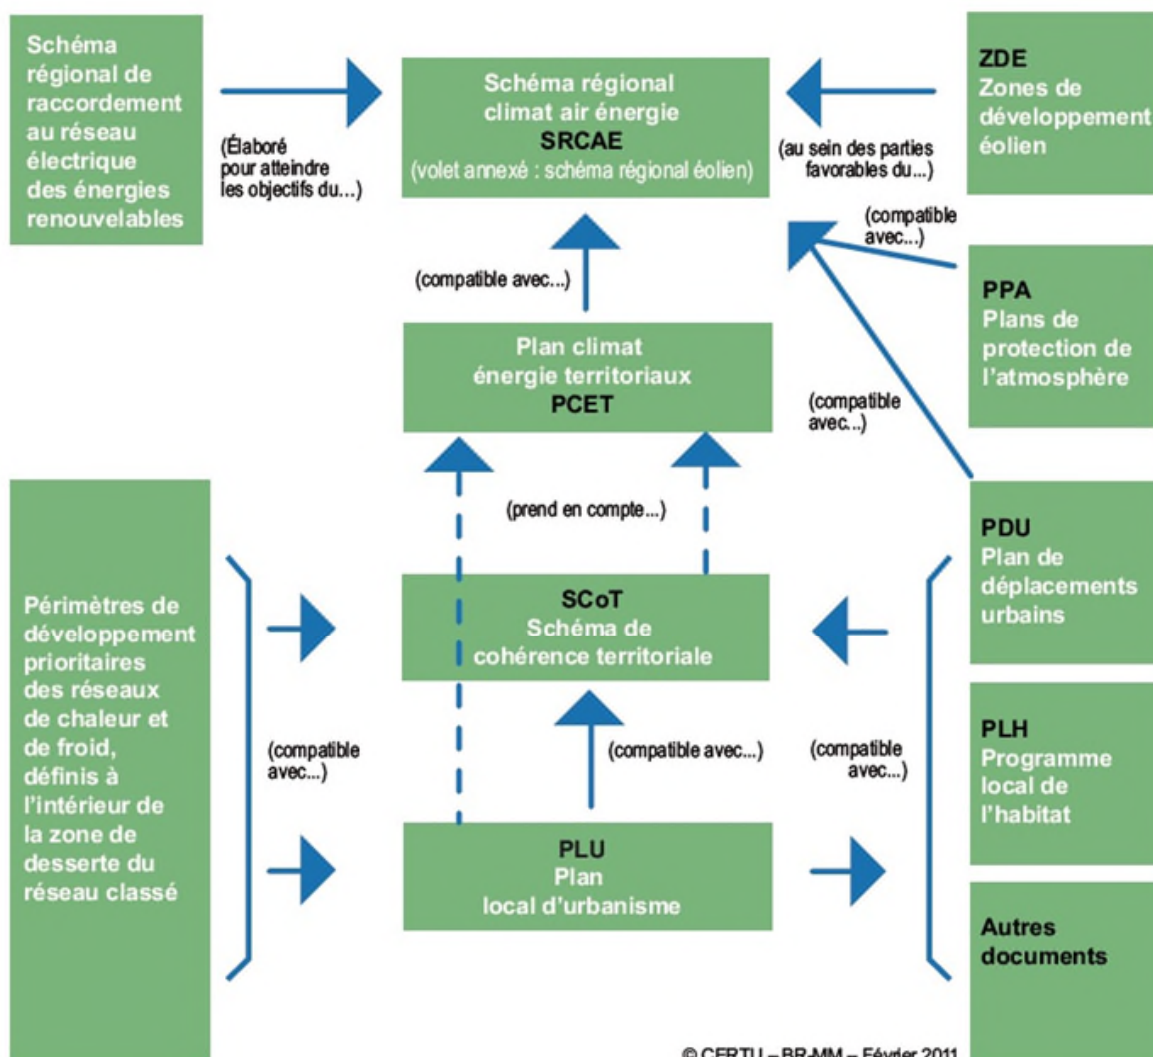 Schéma
régional de
raccordement
au réseau
électrique
des énergies
renouvelables
(Élaboré
pour atteindre
les objectifs du...)
Schéma régional
climat air énergie
SRCAE
(volet annexé : schéma régional éolien)
(au sein des parties
favorables du...)
ZDE
Zones de
développement
éolien
(compatible
avec...)
PPA
Plans de
protection de
l'atmosphère
(compatible avec...)
Plan climat
énergie territoriaux
PCET
(compatible
avec...)
(prend en compte...)
Périmètres de
développement
prioritaires
des réseaux
de chaleur et
de froid,
définis à
l'intérieur de
la zone de
desserte du
réseau classé
(compatible
avec...)
SCoT
Schéma de
cohérence territoriale
(compatible avec...)
(compatible
avec...)
PLU
Plan
local d'urbanisme
PDU
Plan de
déplacements
urbains
PLH
Programme
local de
l'habitat
Autres
documents
© CERTU – BR-MM – Février 2011